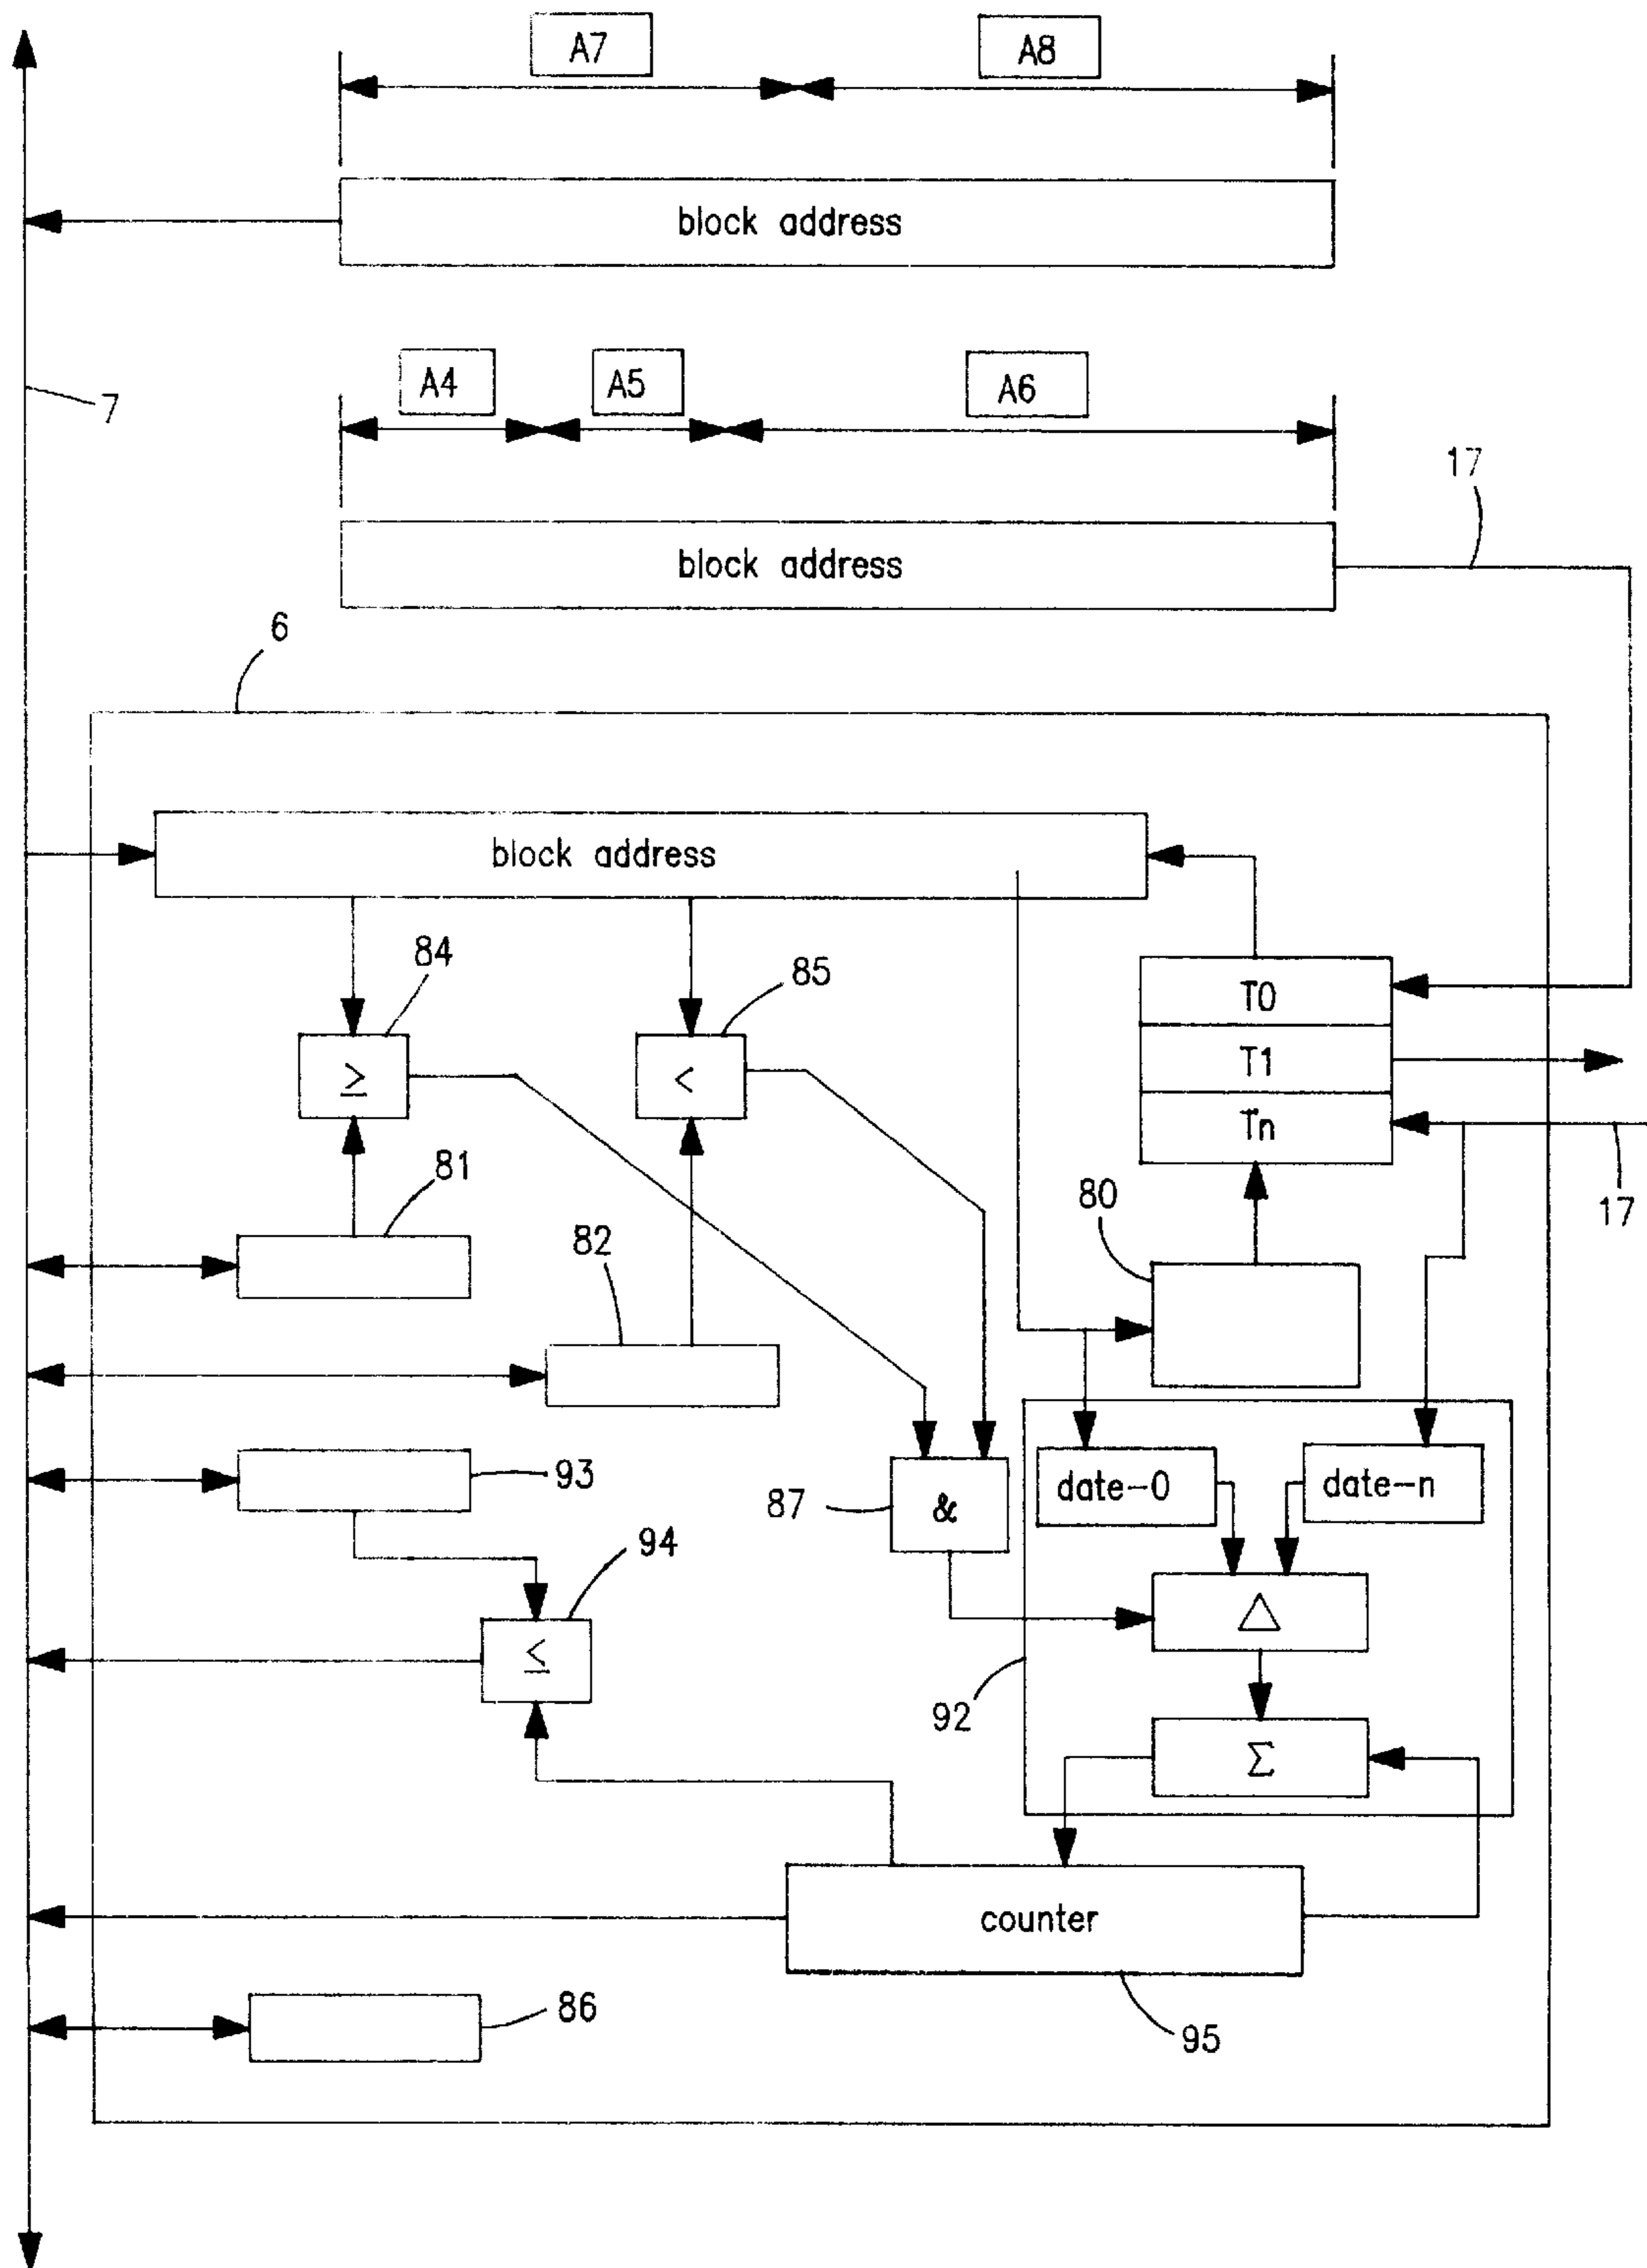 A7 A8
block address
7
A4 A5 A6
17
block address
6
block address
84
85
T0
≥
<
T1
Tn
81
80
17
82
93
date-0 date-n
87
&
94
△
≤
92
Σ
counter
86
95